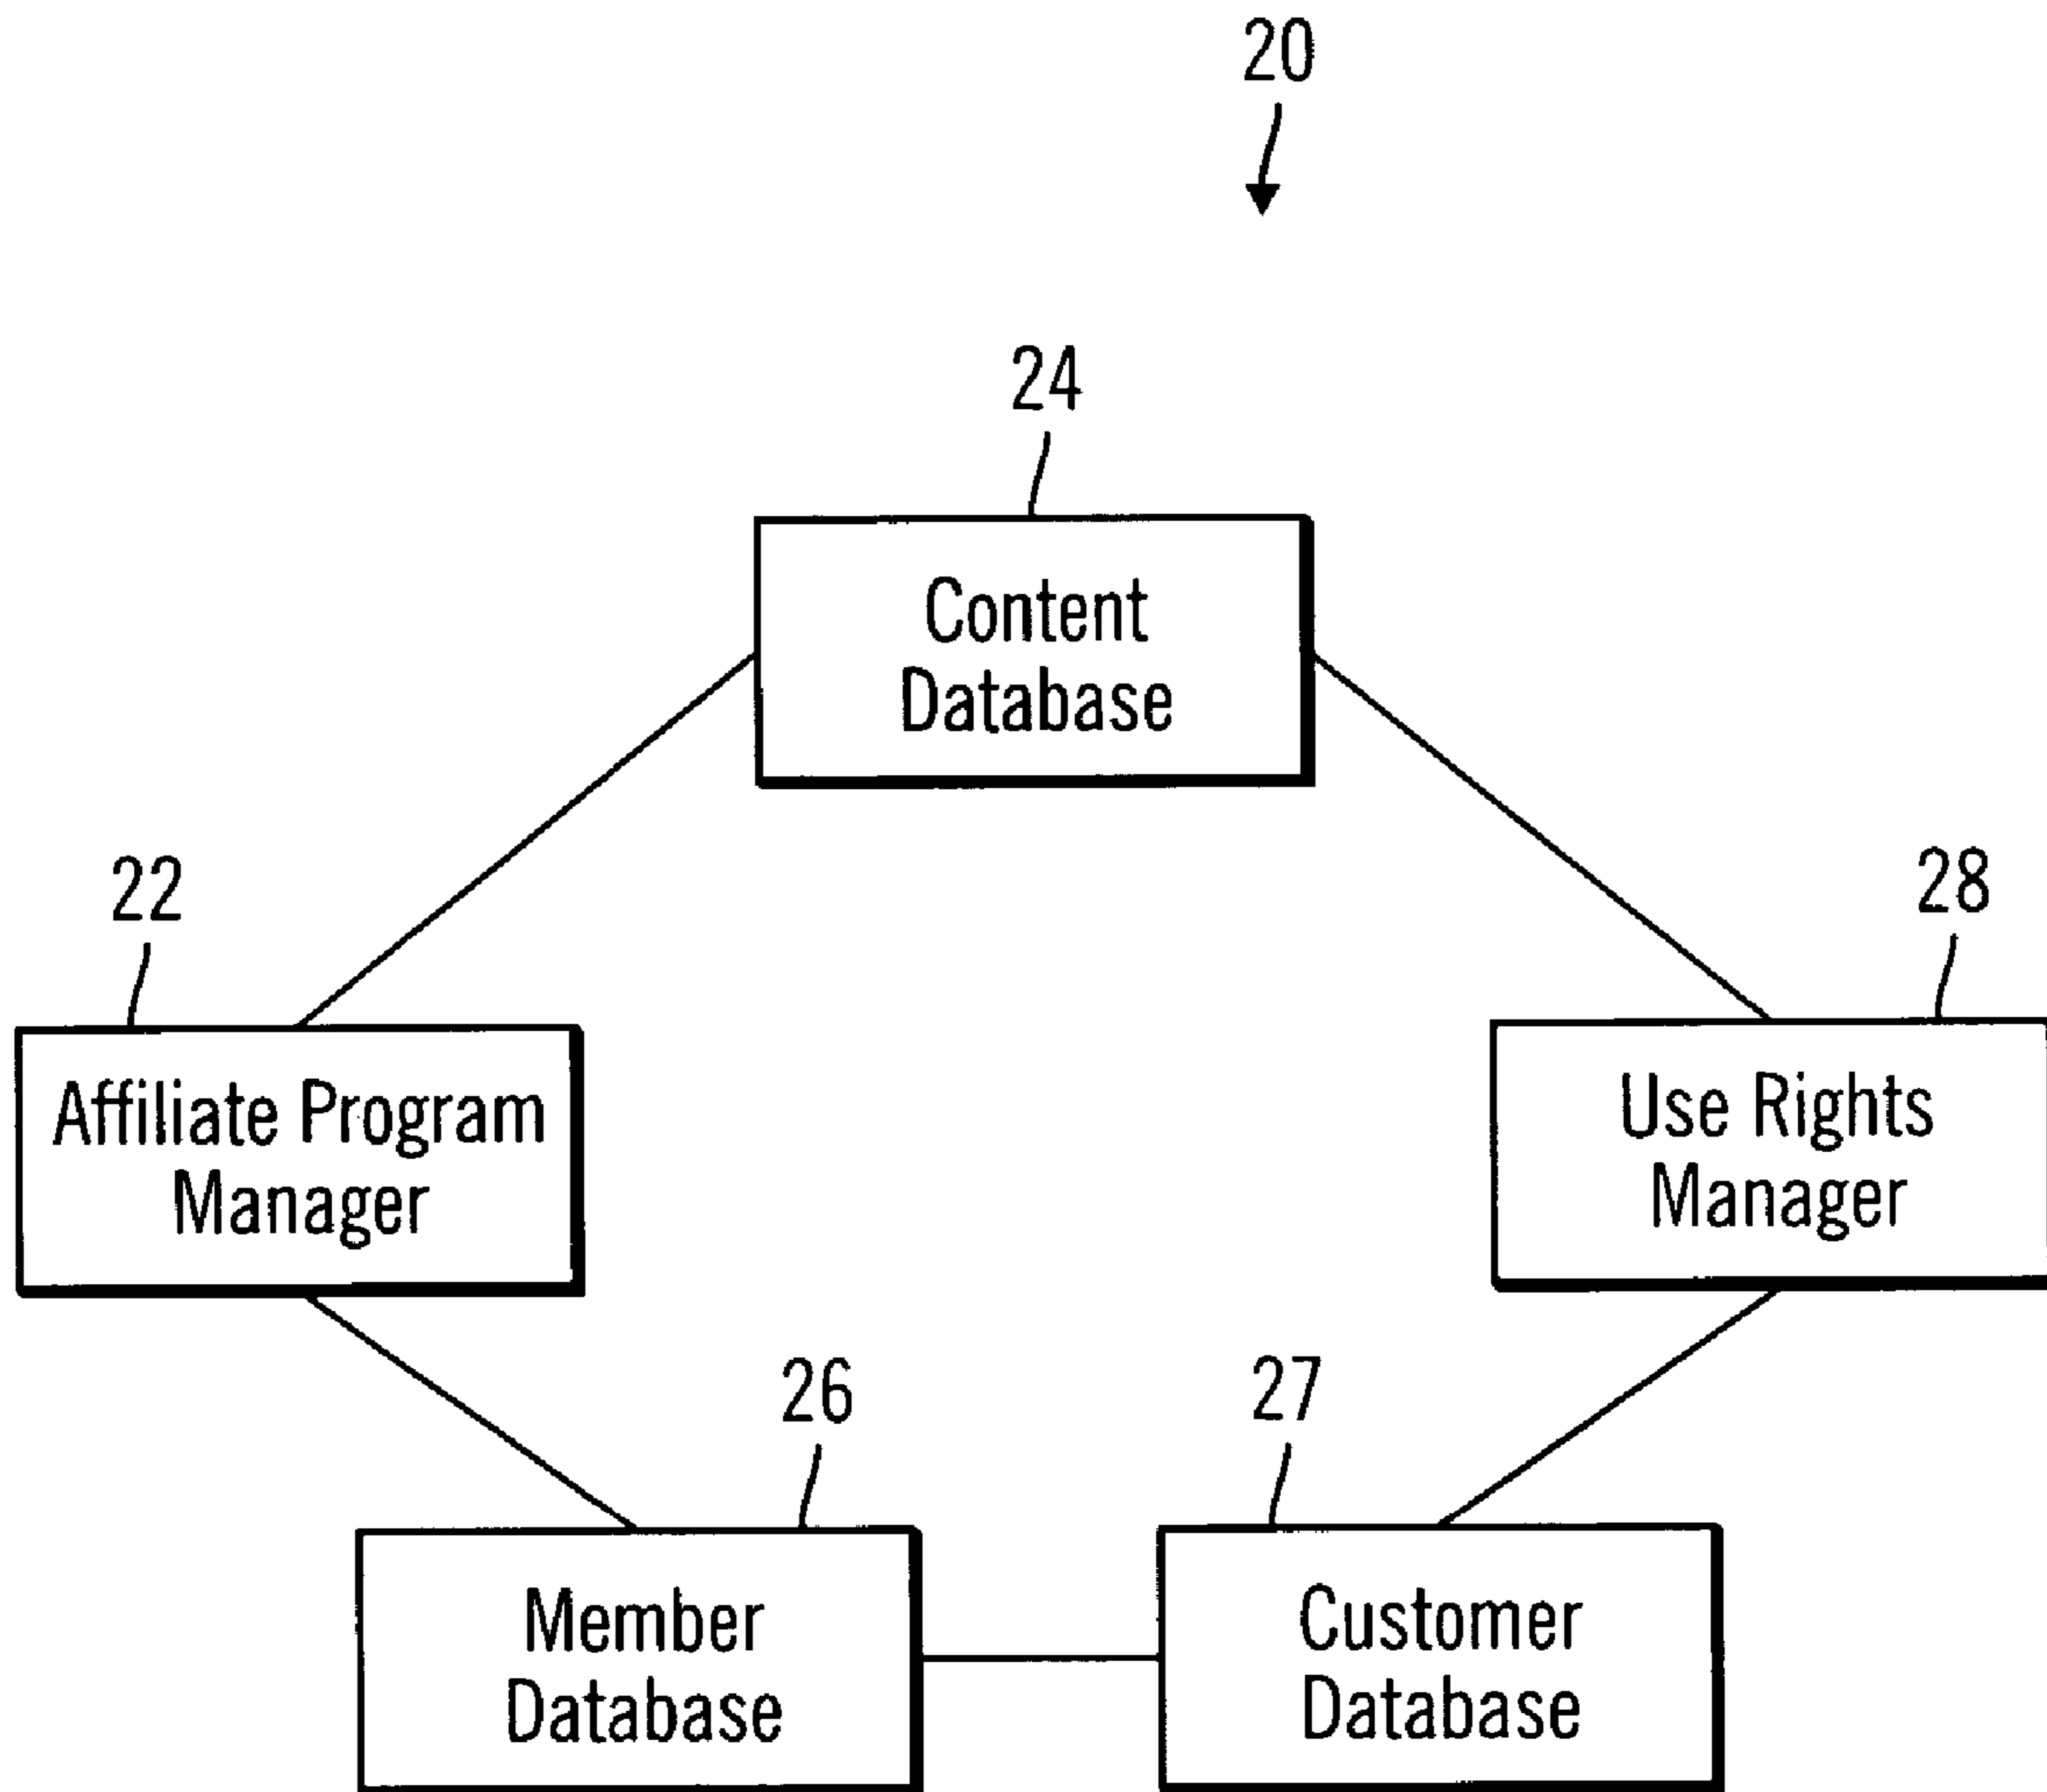 20
24
Content
Database
22
28
Affiliate Program
Manager
Use Rights
Manager
26
27
Member
Database
Customer
Database